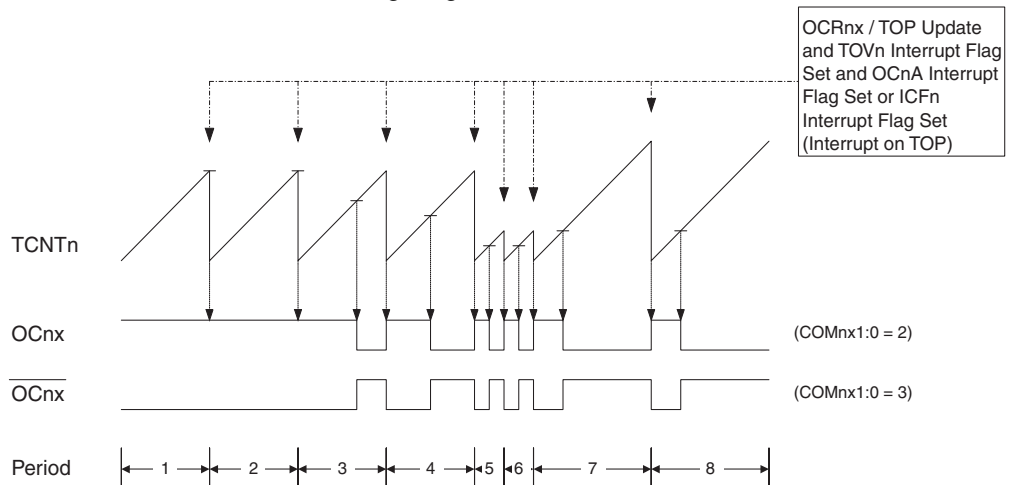 OCRnx / TOP Update
and TOVn Interrupt Flag
Set and OCnA Interrupt
Flag Set or ICFn
Interrupt Flag Set
(Interrupt on TOP)
TCNTn
OCnx
(COMnx1:0 = 2)
OCnx
(COMnx1:0 = 3)
Period 1 2 3 4 5 6 7 8